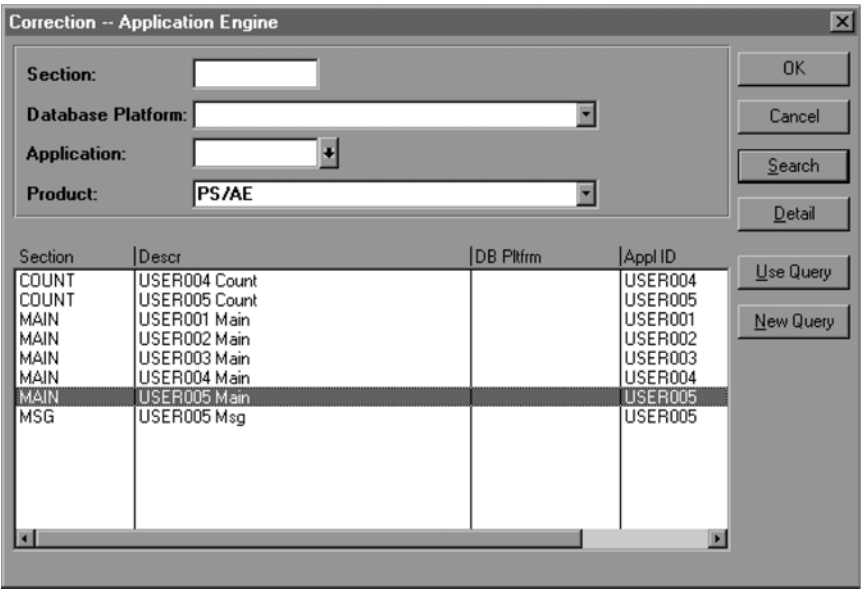 Correction -- Application Engine
Section:
Database Platform:
Application:
Product: PS/AE
OK
Cancel
Search
Detail
Use Query
New Query
Section Descr DB Pltfrm Appl ID
COUNT USER004 Count USER004
COUNT USER005 Count USER005
MAIN USER001 Main USER001
MAIN USER002 Main USER002
MAIN USER003 Main USER003
MAIN USER004 Main USER004
MAIN USER005 Main USER005
MSG USER005 Msg USER005